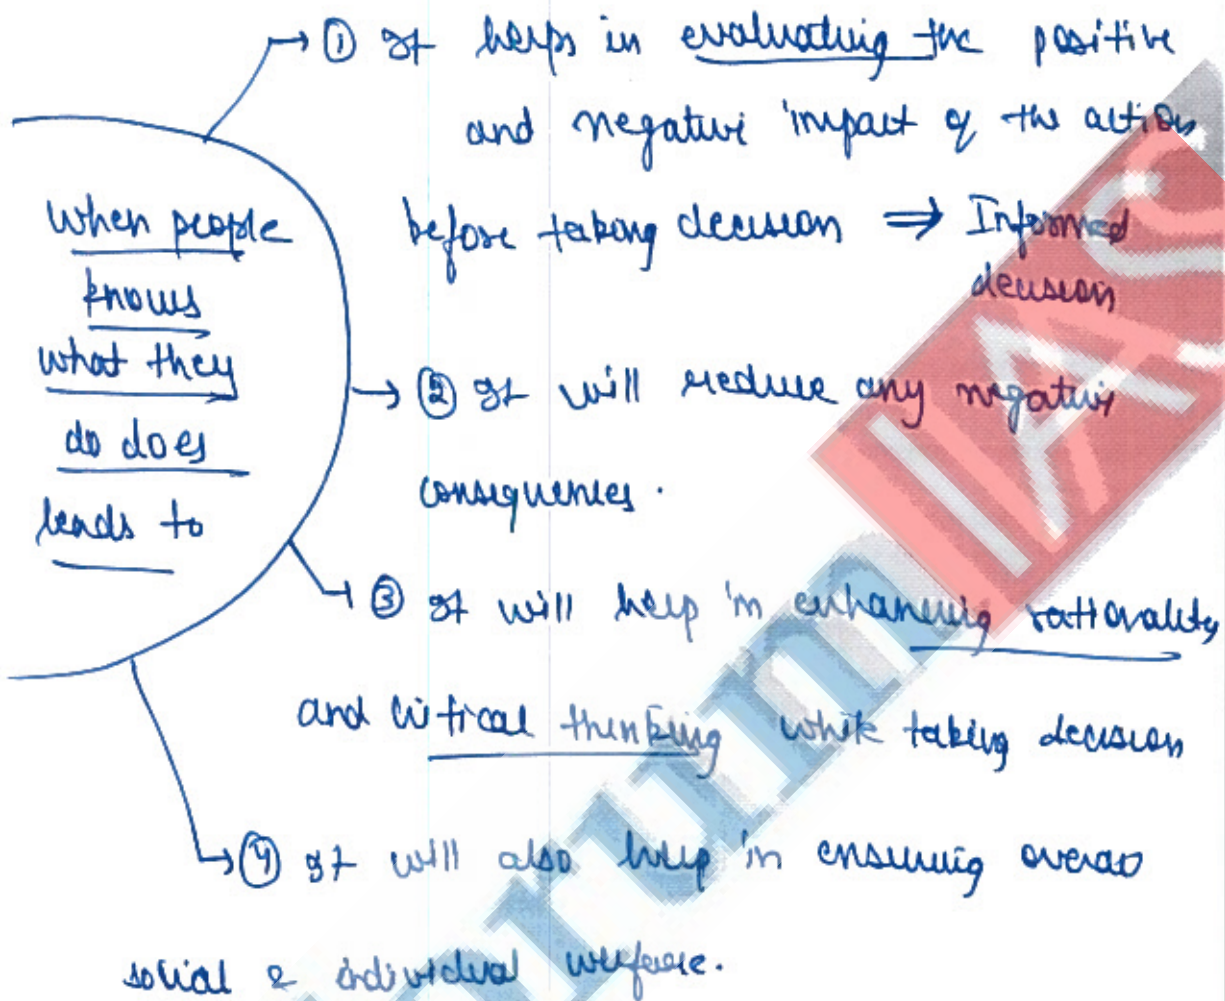 → ① It helps in evaluating the positive
and negative impact of the action
before taking decision ⇒ Informed
decision
When people
knows
what they
do does
leads to
→ ② It will reduce any negative
consequences.
→ ③ It will help in enhancing rationality
and critical thinking while taking decision
→ ④ It will also help in ensuring overall
social & individual welfare.
rum IAS